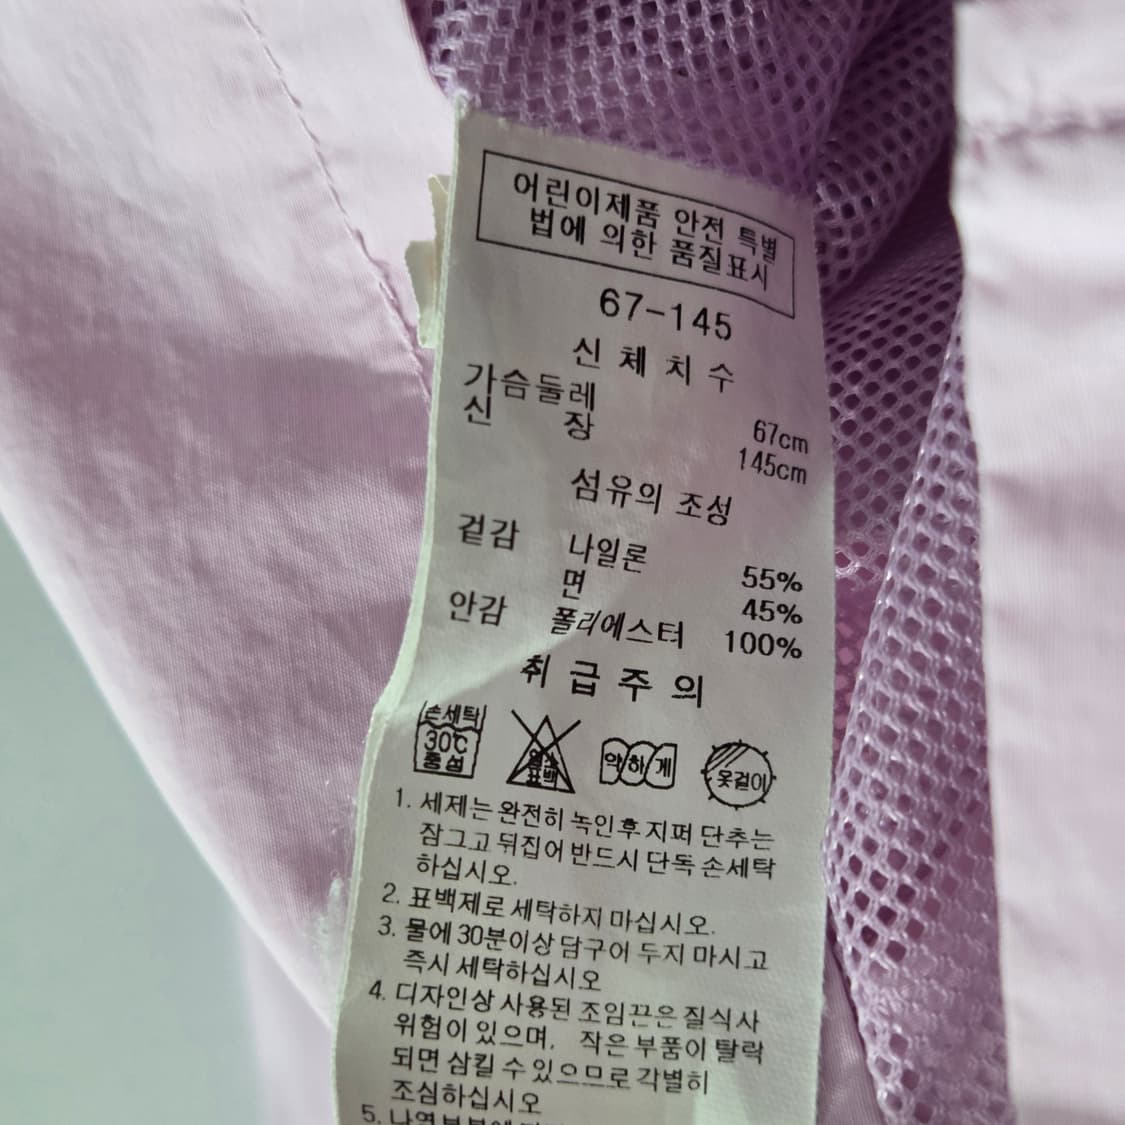 어린이제품 안전 특별
법에 의한 품질표시
67-145
신체치수
가슴둘레 67cm
신 장 145cm
섬유의 조성
겉감 나일론 55%
면 45%
안감 폴리에스터 100%
취급주의
손세탁
30℃
중성
염소
표백
약하게
옷걸이
1. 세제는 완전히 녹인후 지퍼 단추는
잠그고 뒤집어 반드시 단독 손세탁
하십시오.
2. 표백제로 세탁하지 마십시오.
3. 물에 30분이상 담구어 두지 마시고
즉시 세탁하십시오
4. 디자인상 사용된 조임끈은 질식사
위험이 있으며, 작은 부품이 탈락
되면 삼킬 수 있으므로 각별히
조심하십시오
5.